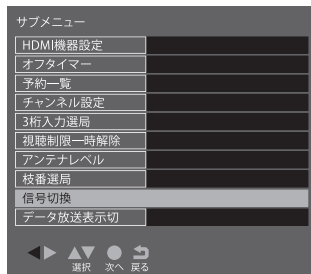 サブメニュー
HDMI機器設定
オフタイマー
予約一覧
チャンネル設定
3桁入力選局
視聴制限一時解除
アンテナレベル
枝番選局
信号切換
データ放送表示切
選択 次へ 戻る